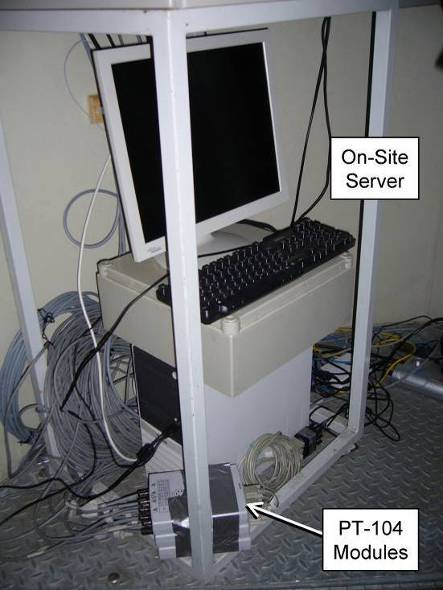 On-Site
Server
PT-104
Modules